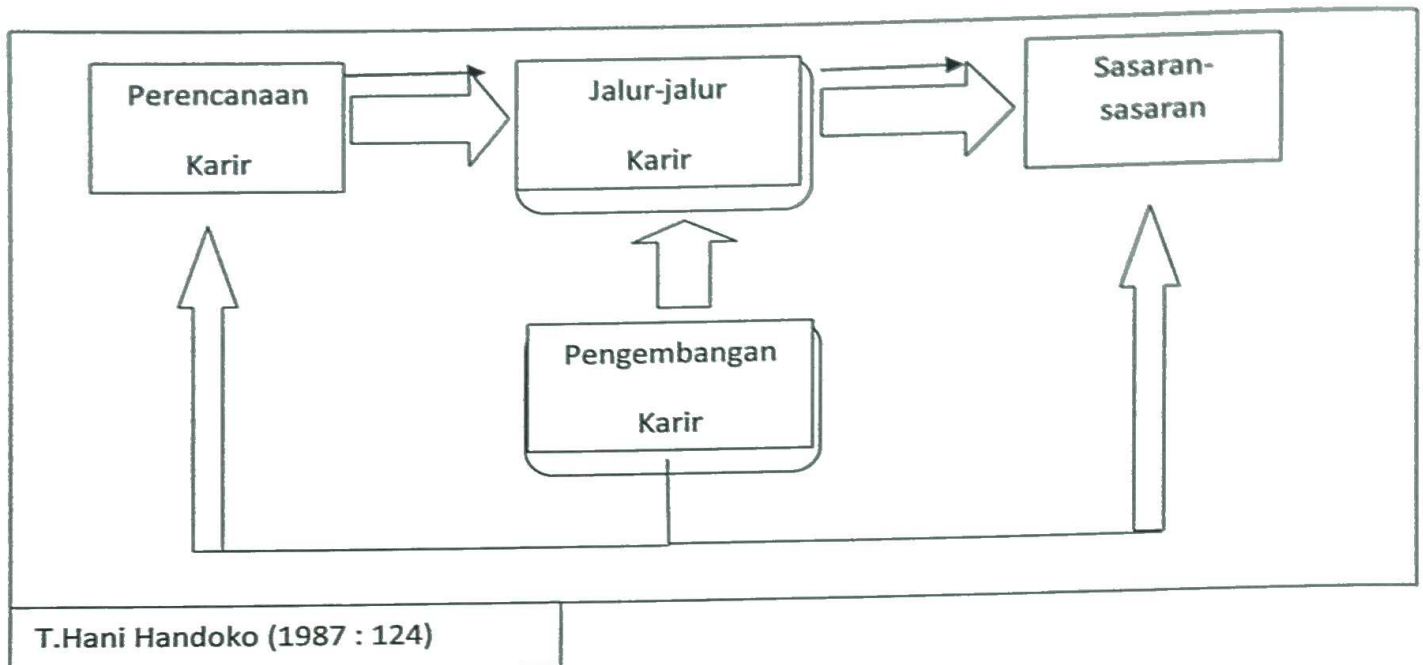 Perencanaan
Karir
Jalur-jalur
Karir
Sasaran-
sasaran
Pengembangan
Karir
T.Hani Handoko (1987 : 124)